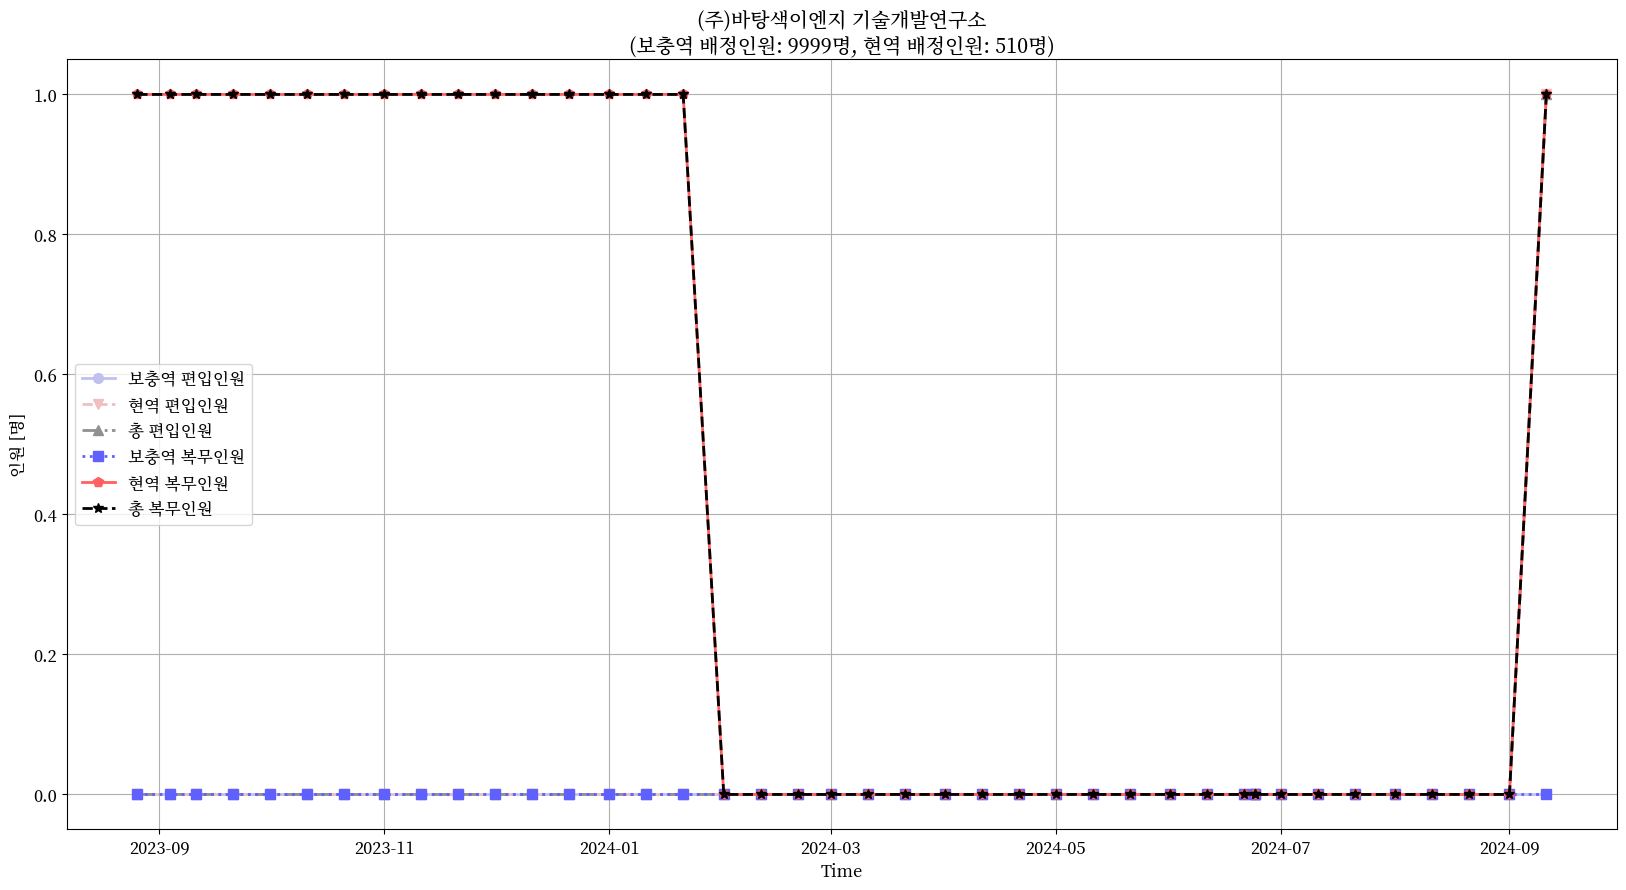 (주)바탕색이엔지 기술개발연구소
(보충역 배정인원: 9999명, 현역 배정인원: 510명)
1.0
0.8
0.6
0.4
0.2
0.0
인원 [명]
보충역 편입인원
현역 편입인원
총 편입인원
보충역 복무인원
현역 복무인원
총 복무인원
2023-09 2023-11 2024-01 2024-03 2024-05 2024-07 2024-09
Time